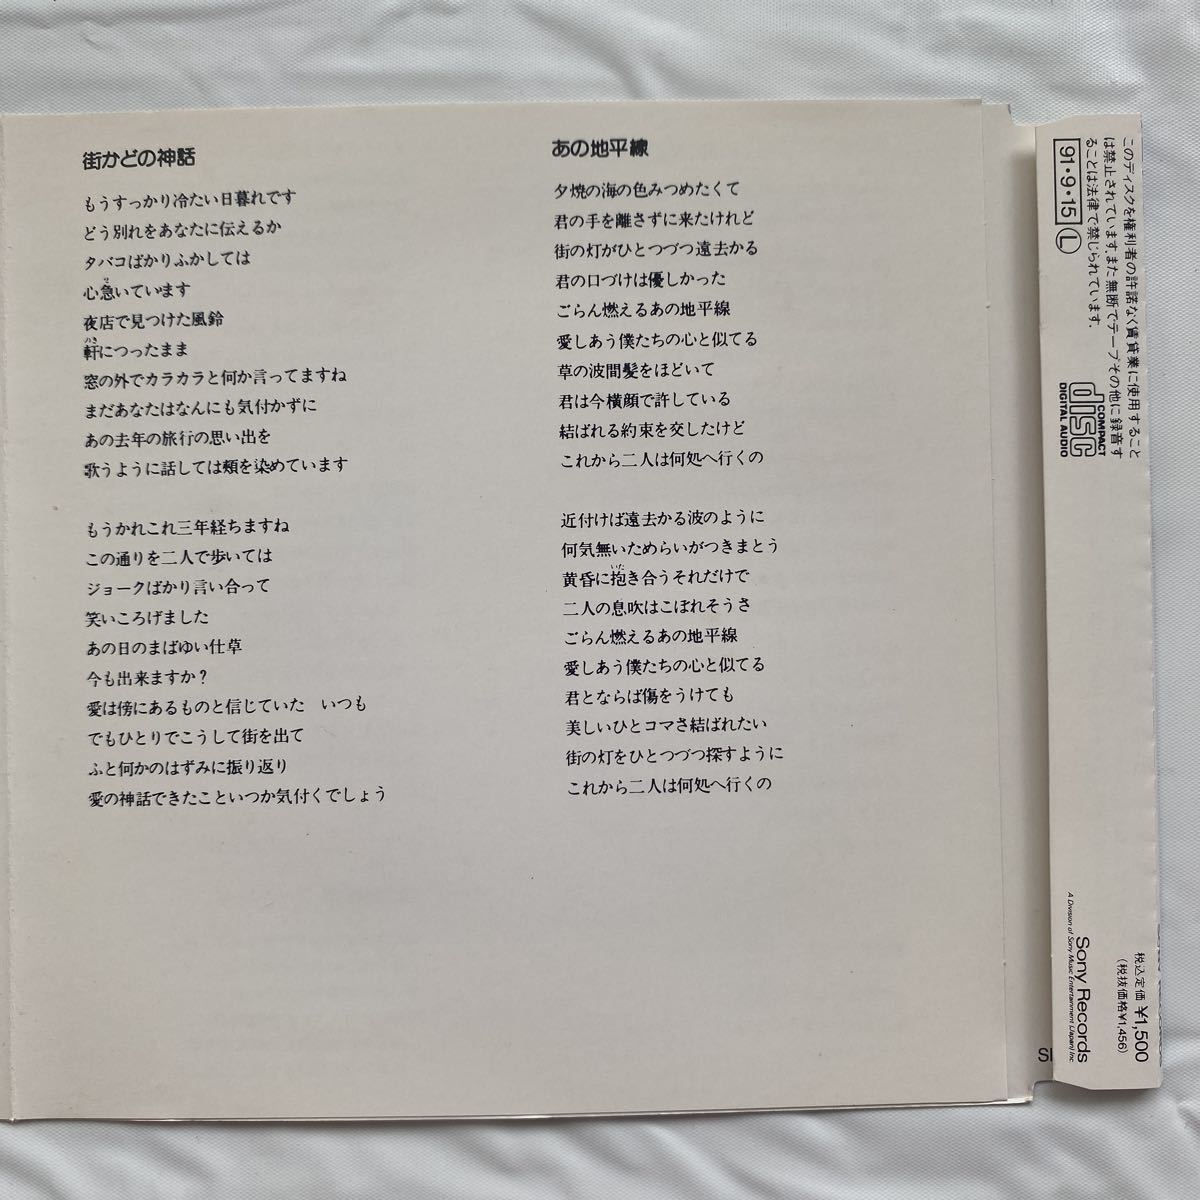 街かどの神話
もうすっかり冷たい日暮れです
どう別れをあなたに伝えるか
タバコばかりふかしては
心急いています
夜店で見つけた風鈴
軒につったまま
窓の外でカラカラと何か言ってますね
まだあなたはなんにも気付かずに
あの去年の旅行の思い出を
歌うように話しては頬を染めています
もうかれこれ三年経ちますね
この通りを二人で歩いては
ジョークばかり言い合って
笑いころげました
あの日のまばゆい仕草
今も出来ますか?
愛は傍にあるものと信じていた　いつも
でもひとりでこうして街を出て
ふと何かのはずみに振り返り
愛の神話できたこといつか気付くでしょう
あの地平線
夕焼の海の色みつめたくて
君の手を離さずに来たけれど
街の灯がひとつづつ遠去かる
君の口づけは優しかった
ごらん燃えるあの地平線
愛しあう僕たちの心と似てる
草の波間髪をほどいて
君は今横顔で許している
結ばれる約束を交したけど
これから二人は何処へ行くの
近付けば遠去かる波のように
何気無いためらいがつきまとう
黄昏に抱き合うそれだけで
二人の息吹はこぼれそうさ
ごらん燃えるあの地平線
愛しあう僕たちの心と似てる
君とならば傷をうけても
美しいひとコマさ結ばれたい
街の灯をひとつづつ探すように
これから二人は何処へ行くの
このディスクを権利者の許諾なく賃貸業に使用すること
は禁止されています。また無断でテープその他に録音す
ることは法律で禁じられています。
91・9・15 L
COMPACT
disc
DIGITAL AUDIO
税込定価 ¥1,500
(税抜価格¥1,456)
Sony Records
A Division of Sony Music Entertainment (Japan) Inc